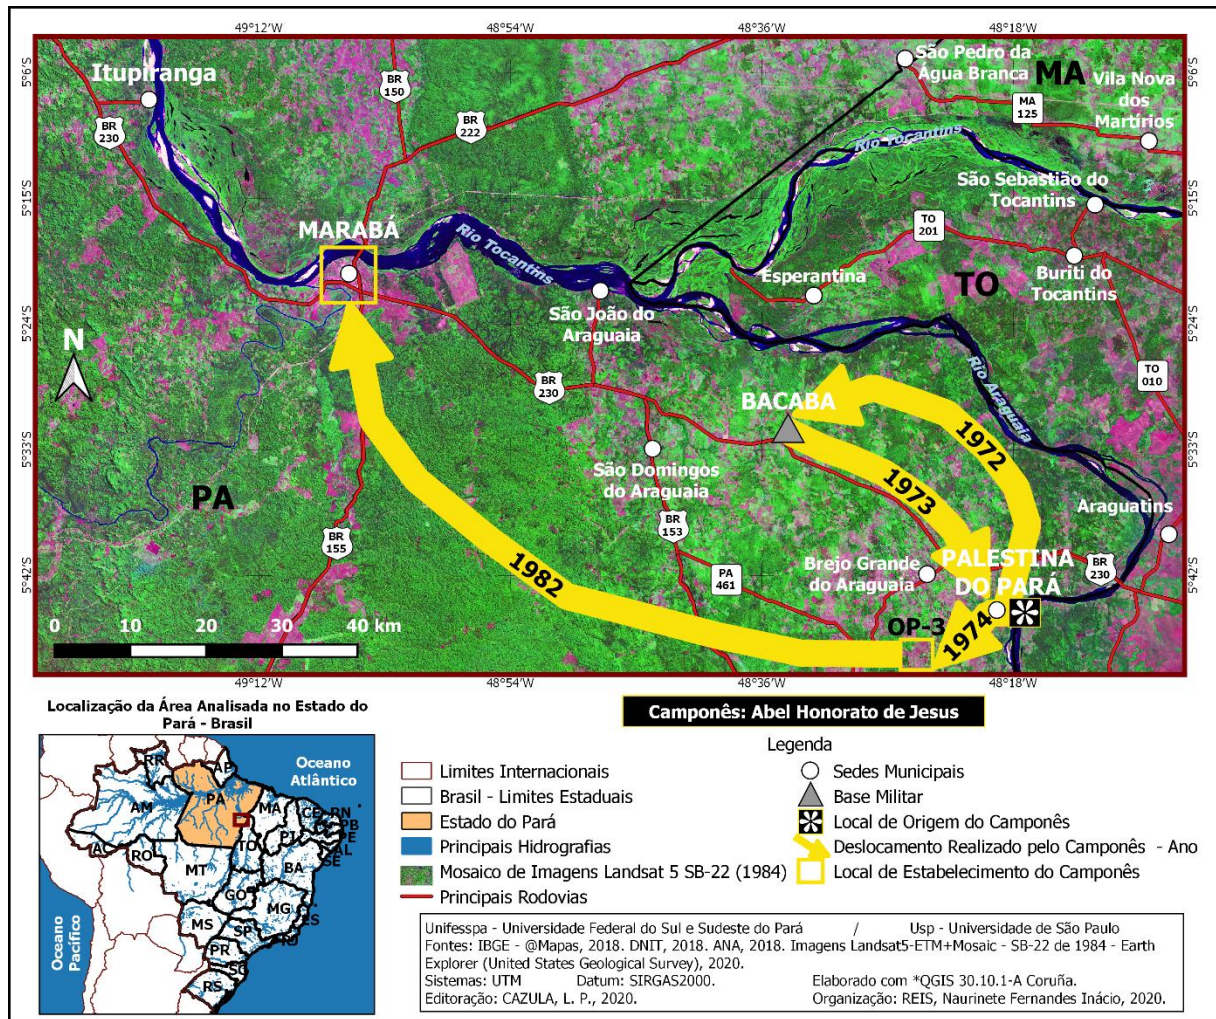 49°12'W 48°54'W 48°36'W 48°18'W
5°6'S
5°15'S
5°24'S
5°33'S
5°42'S
5°6'S
5°15'S
5°24'S
5°33'S
5°42'S
Itupiranga
BR
230
BR
150
BR
222
São Pedro da
Água Branca
MA
MA
125
Vila Nova
dos
Martírios
Rio Tocantins
São Sebastião do
Tocantins
MARABÁ
Rio Tocantins
TO
201
Esperantina
TO
Buriti do
Tocantins
São João do
Araguaia
N
BR
230
TO
010
Rio Araguaia
BACABA
1972
1973
São Domingos
do Araguaia
PA
Araguatins
BR
155
BR
153
1982
PA
461
Brejo Grande
do Araguaia
PALESTINA
DO PARÁ
BR
230
OP-3
1974
0 10 20 30 40 km
49°12'W 48°54'W 48°36'W 48°18'W
Localização da Área Analisada no Estado do
Pará - Brasil
Oceano
Atlântico
Oceano
Pacífico
RR
AP
AM
PA
MA
CE
RN
PB
PE
AL
SE
PI
AC
RO
TO
BA
MT
GO
MG
ES
MS
SP
RJ
PR
SC
RS
Camponês: Abel Honorato de Jesus
Legenda
Limites Internacionais
Brasil - Limites Estaduais
Estado do Pará
Principais Hidrografias
Mosaico de Imagens Landsat 5 SB-22 (1984)
Principais Rodovias
Sedes Municipais
Base Militar
Local de Origem do Camponês
Deslocamento Realizado pelo Camponês - Ano
Local de Estabelecimento do Camponês
Unifesspa - Universidade Federal do Sul e Sudeste do Pará / Usp - Universidade de São Paulo
Fontes: IBGE - @Mapas, 2018. DNIT, 2018. ANA, 2018. Imagens Landsat5-ETM+Mosaic - SB-22 de 1984 - Earth
Explorer (United States Geological Survey), 2020.
Sistemas: UTM Datum: SIRGAS2000. Elaborado com *QGIS 30.10.1-A Coruña.
Editoração: CAZULA, L. P., 2020. Organização: REIS, Naurinete Fernandes Inácio, 2020.